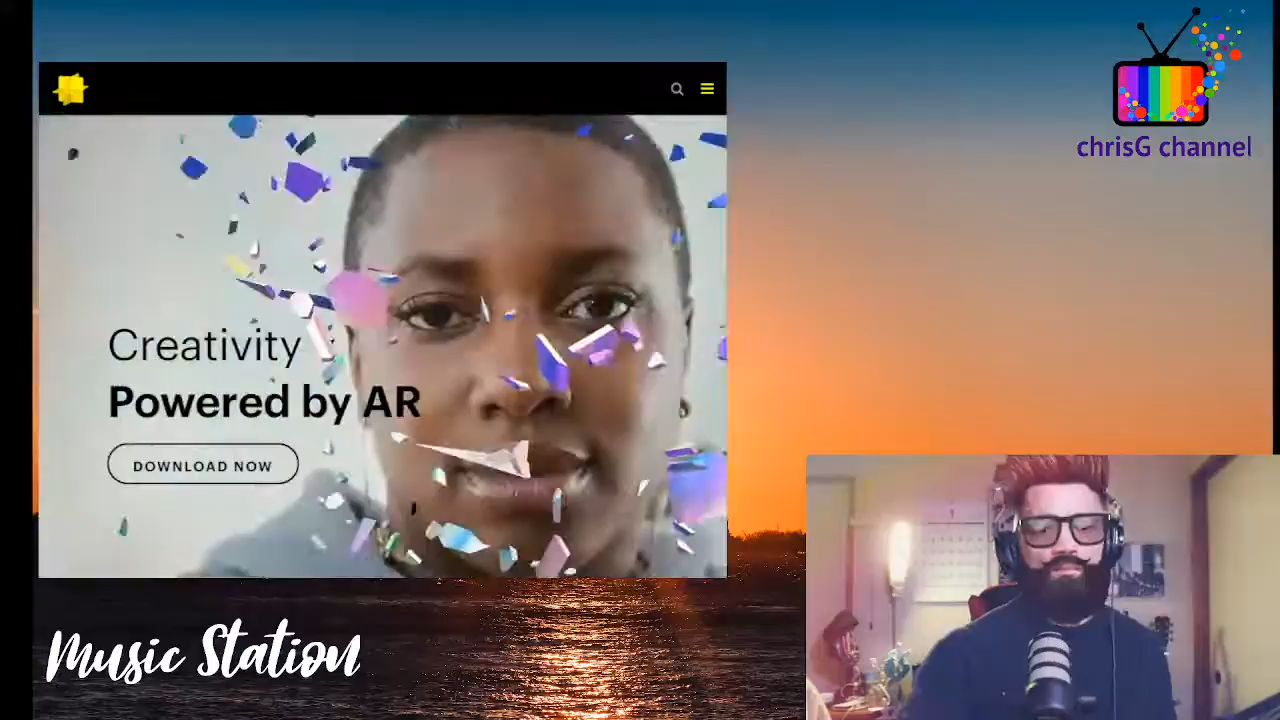 chrisG channel
Creativity
Powered by AR
DOWNLOAD NOW
Music Station